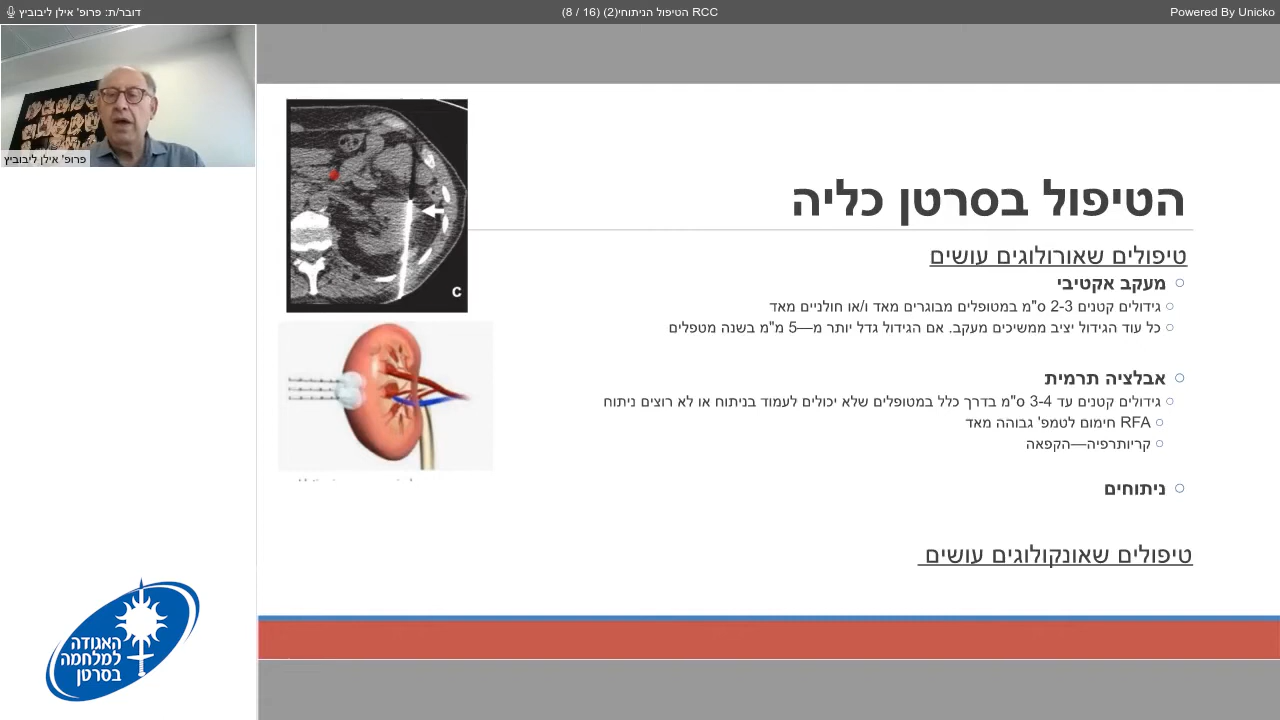 דובר/ת: פרופ' אילן ליבוביץ
RCC הטיפול הניתוחי(2) (16 / 8)
Powered By Unicko
פרופ' אילן ליבוביץ
C
הטיפול בסרטן כליה
טיפולים שאורולוגים עושים
מעקב אקטיבי
גידולים קטנים 2-3 ס"מ במטופלים מבוגרים מאד ו/או חולניים מאד
כל עוד הגידול יציב ממשיכים מעקב. אם הגידול גדל יותר מ—5 מ"מ בשנה מטפלים
אבלציה תרמית
גידולים קטנים עד 3-4 ס"מ בדרך כלל במטופלים שלא יכולים לעמוד בניתוח או לא רוצים ניתוח
RFA חימום לטמפ' גבוהה מאד
קריותרפיה—הקפאה
ניתוחים
טיפולים שאונקולוגים עושים
האגודה
למלחמה
בסרטן